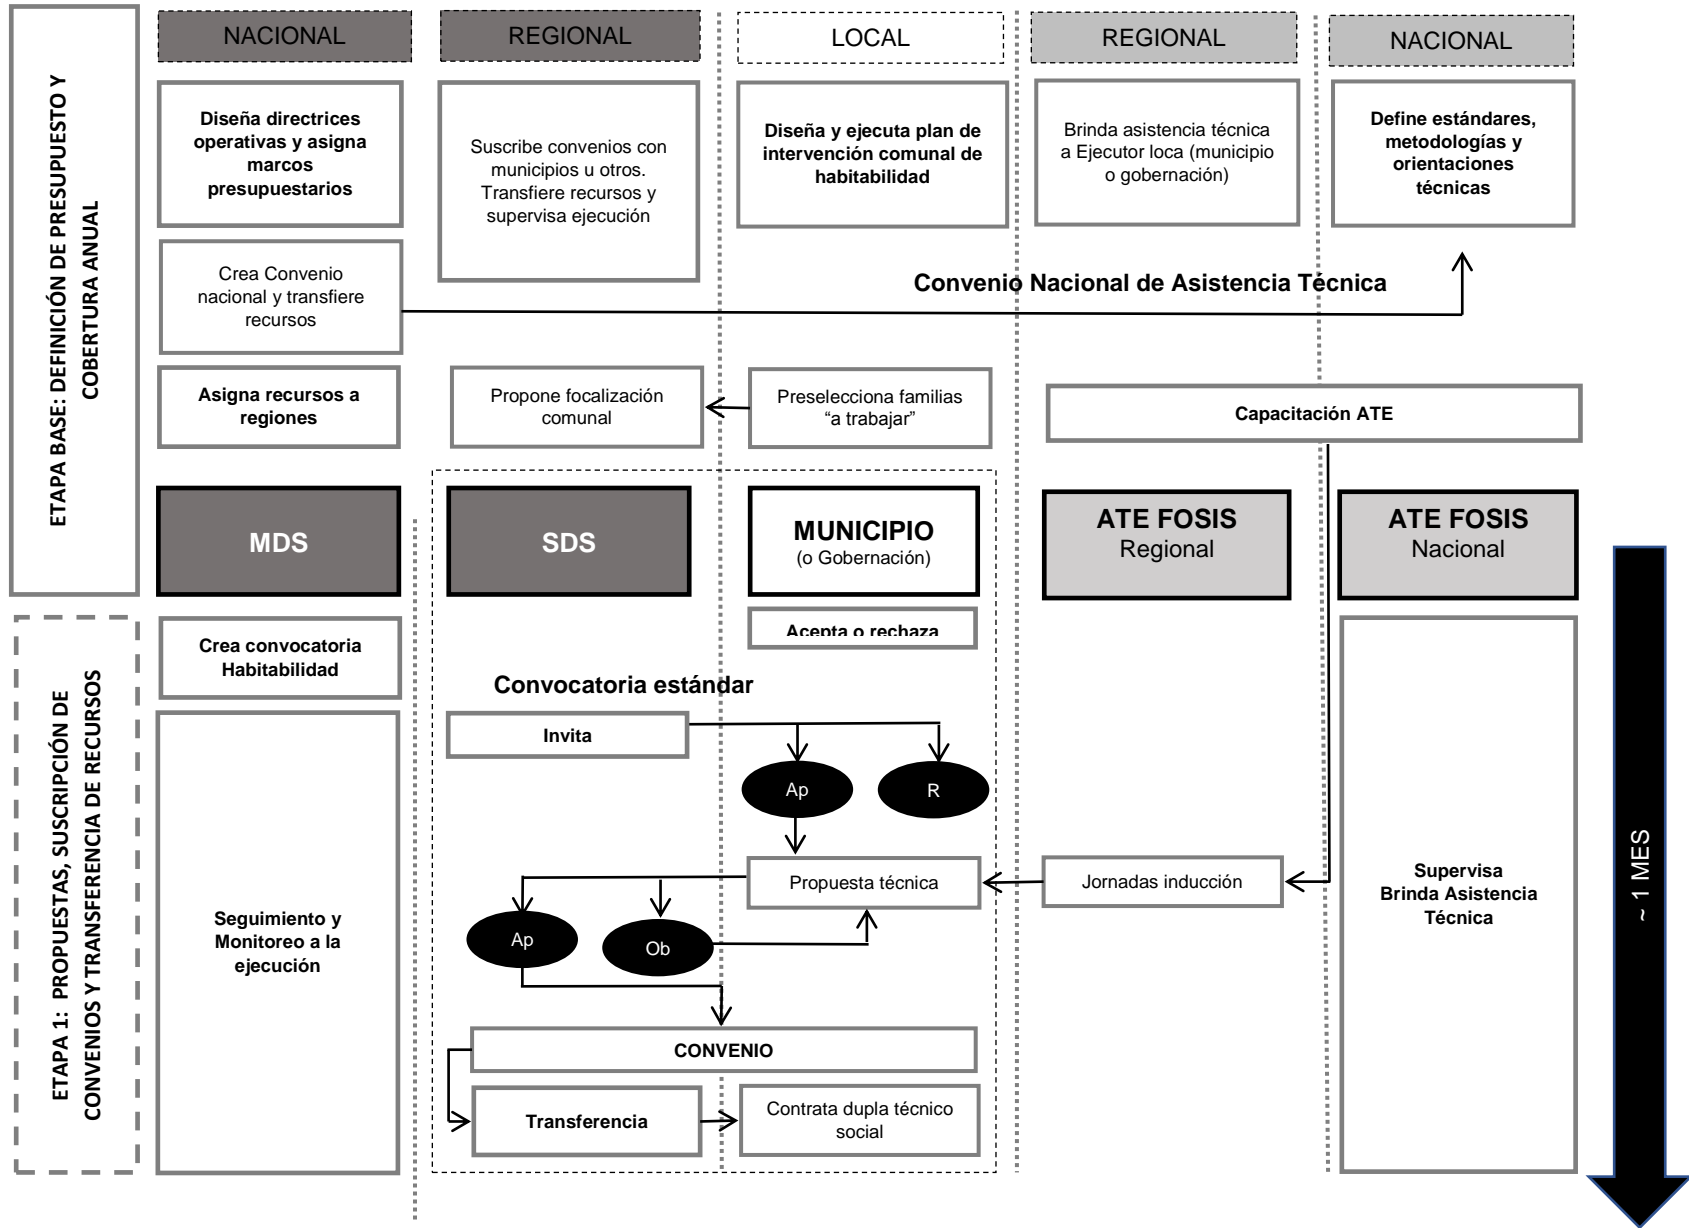 NACIONAL
REGIONAL
LOCAL
REGIONAL
NACIONAL
ETAPA BASE: DEFINICIÓN DE PRESUPUESTO Y
COBERTURA ANUAL
Diseña directrices
operativas y asigna
marcos
presupuestarios
Suscribe convenios con
municipios u otros.
Transfiere recursos y
supervisa ejecución
Diseña y ejecuta plan de
intervención comunal de
habitabilidad
Brinda asistencia técnica
a Ejecutor loca (municipio
o gobernación)
Define estándares,
metodologías y
orientaciones
técnicas
Crea Convenio
nacional y transfiere
recursos
Convenio Nacional de Asistencia Técnica
Asigna recursos a
regiones
Propone focalización
comunal
Preselecciona familias
“a trabajar”
Capacitación ATE
MDS
SDS
MUNICIPIO
(o Gobernación)
ATE FOSIS
Regional
ATE FOSIS
Nacional
ETAPA 1: PROPUESTAS, SUSCRIPCIÓN DE
CONVENIOS Y TRANSFERENCIA DE RECURSOS
Crea convocatoria
Habitabilidad
Acepta o rechaza
Convocatoria estándar
Invita
Ap
R
Propuesta técnica
Jornadas inducción
Seguimiento y
Monitoreo a la
ejecución
Ap
Ob
Supervisa
Brinda Asistencia
Técnica
~ 1 MES
CONVENIO
Transferencia
Contrata dupla técnico
social